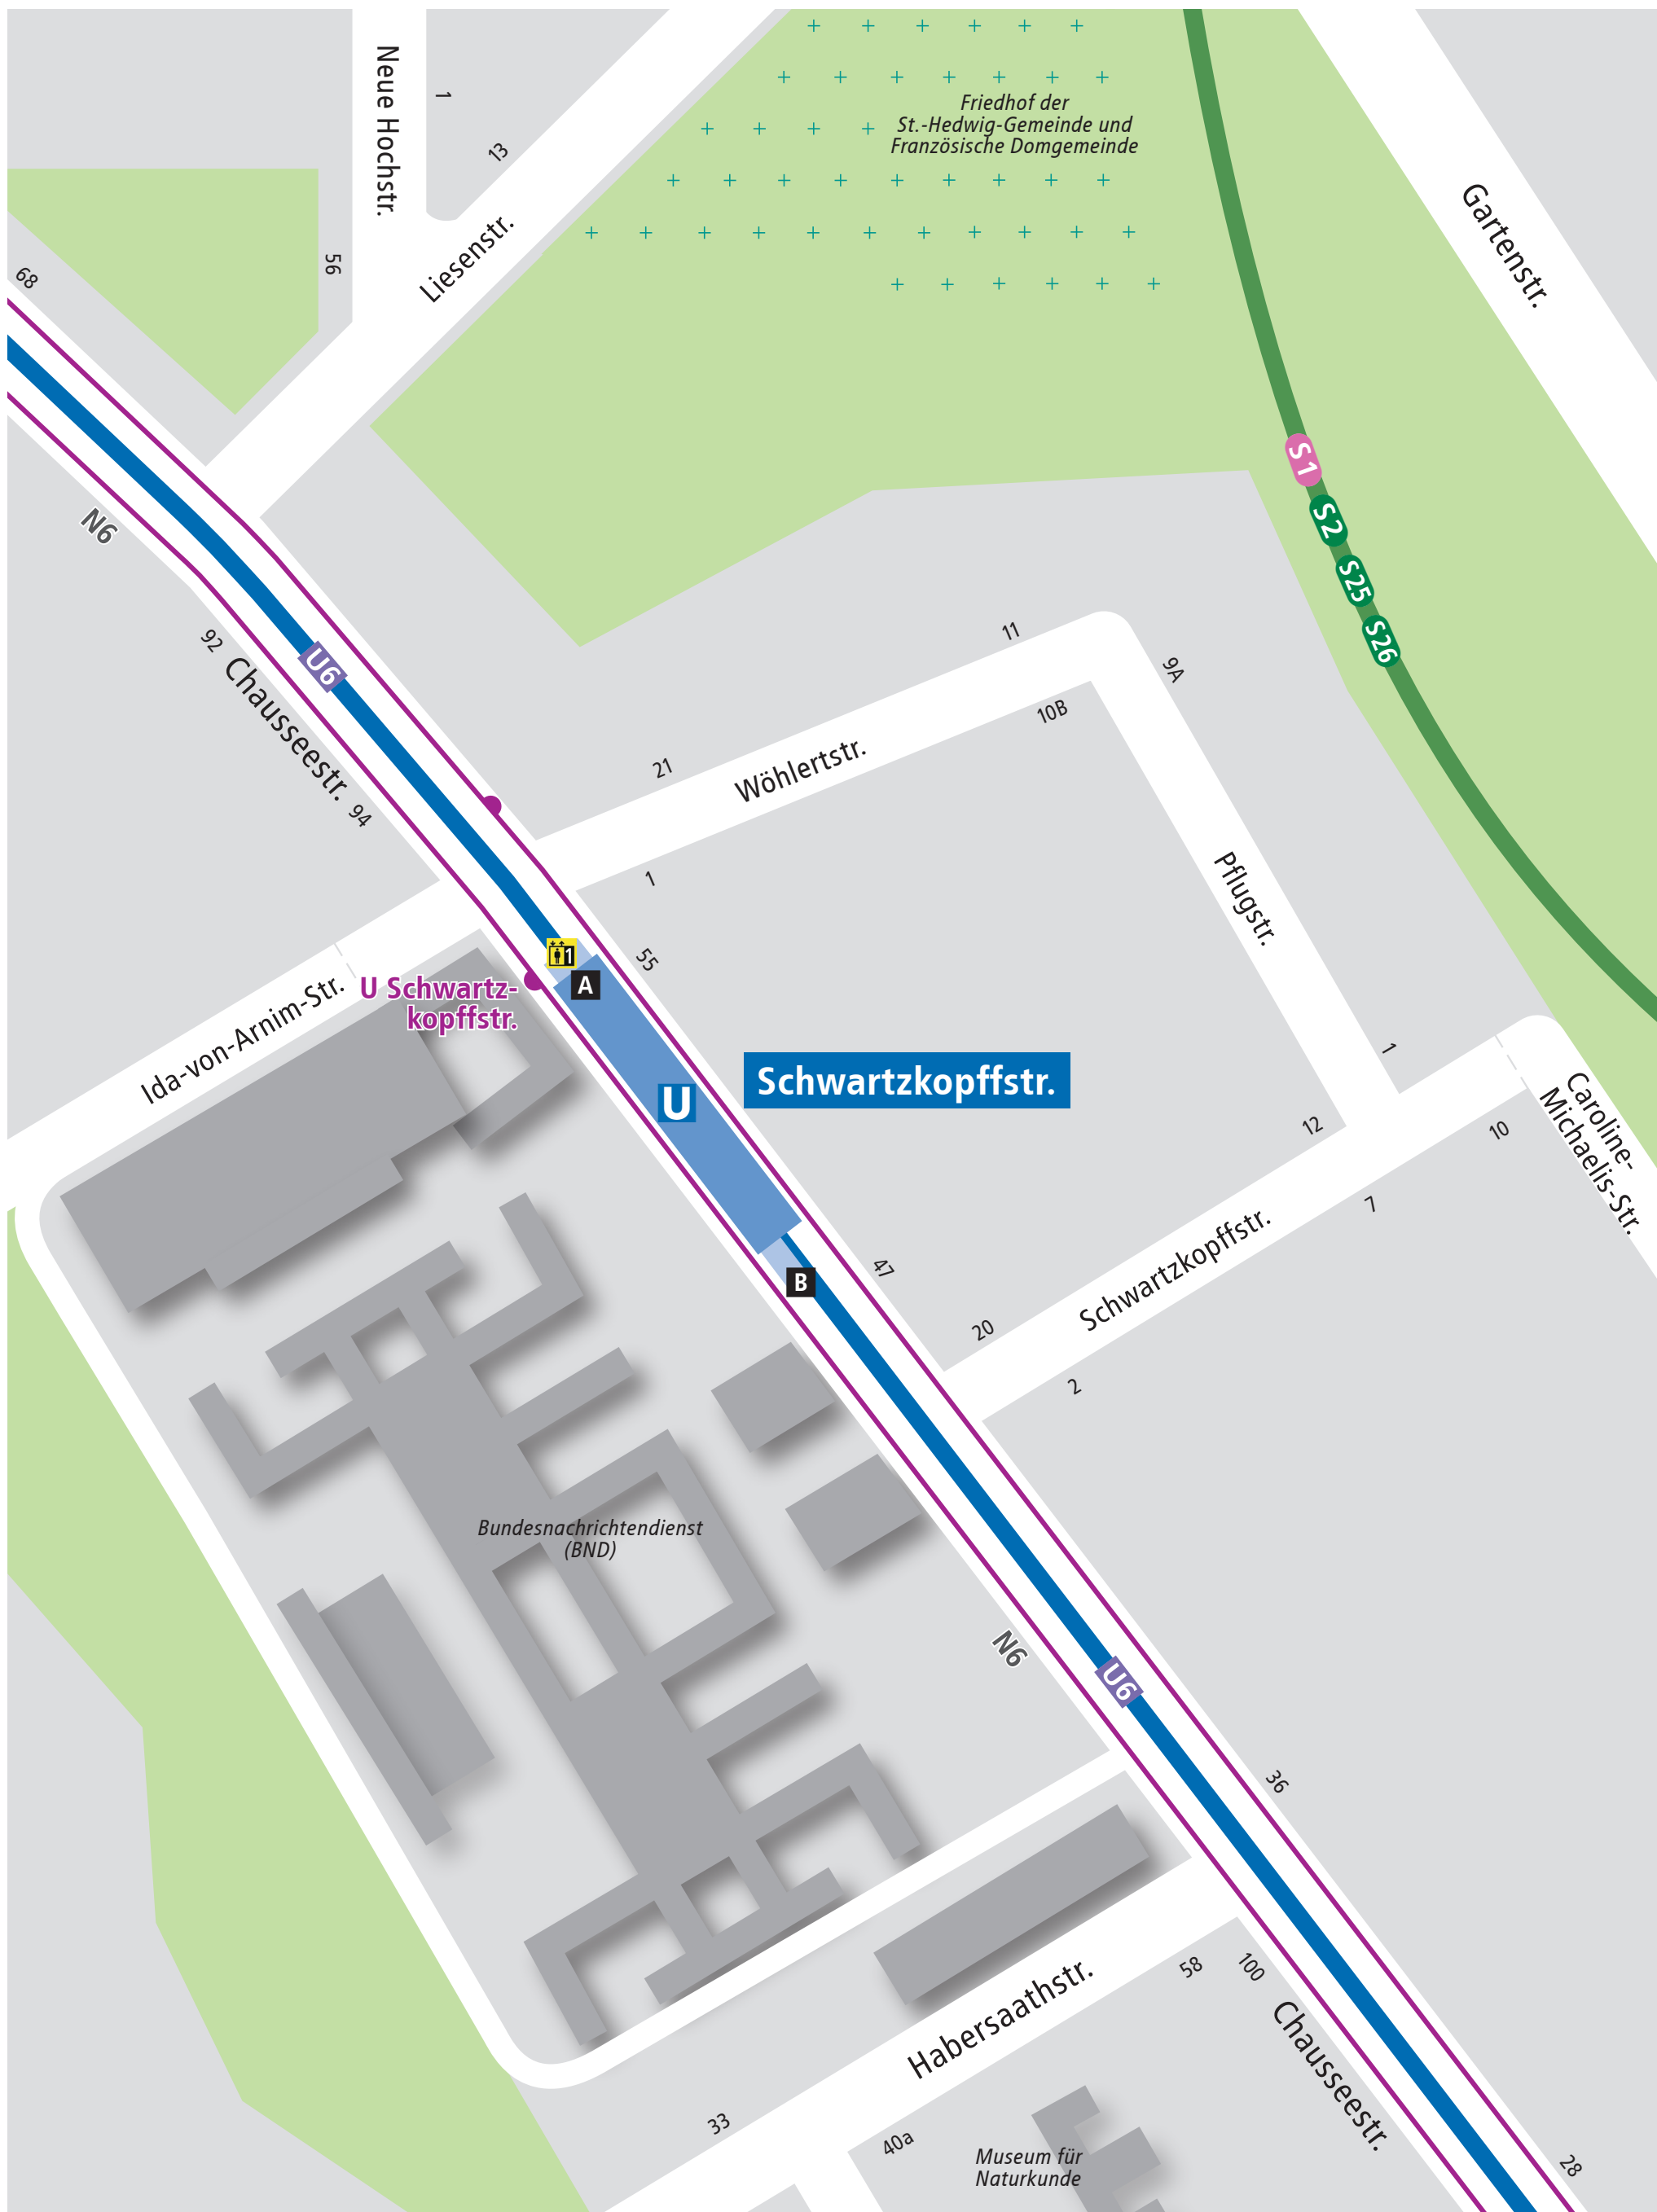 Neue Hochstr.
1
13
Friedhof der
St.-Hedwig-Gemeinde und
Französische Domgemeinde
Gartenstr.
Liesenstr.
56
68
S1
S2
S25
S26
N6
92
Chausseestr.
94
U6
11
9A
10B
21
Wöhlertstr.
1
Pflugstr.
55
1
A
U Schwartz-
kopffstr.
Ida-von-Arnim-Str.
Schwartzkopffstr.
U
1
12
10
Caroline-
Michaelis-Str.
7
Schwartzkopffstr.
47
B
20
2
Bundesnachrichtendienst
(BND)
N6
U6
36
58
100
Habersaathstr.
Chausseestr.
33
40a
Museum für
Naturkunde
28